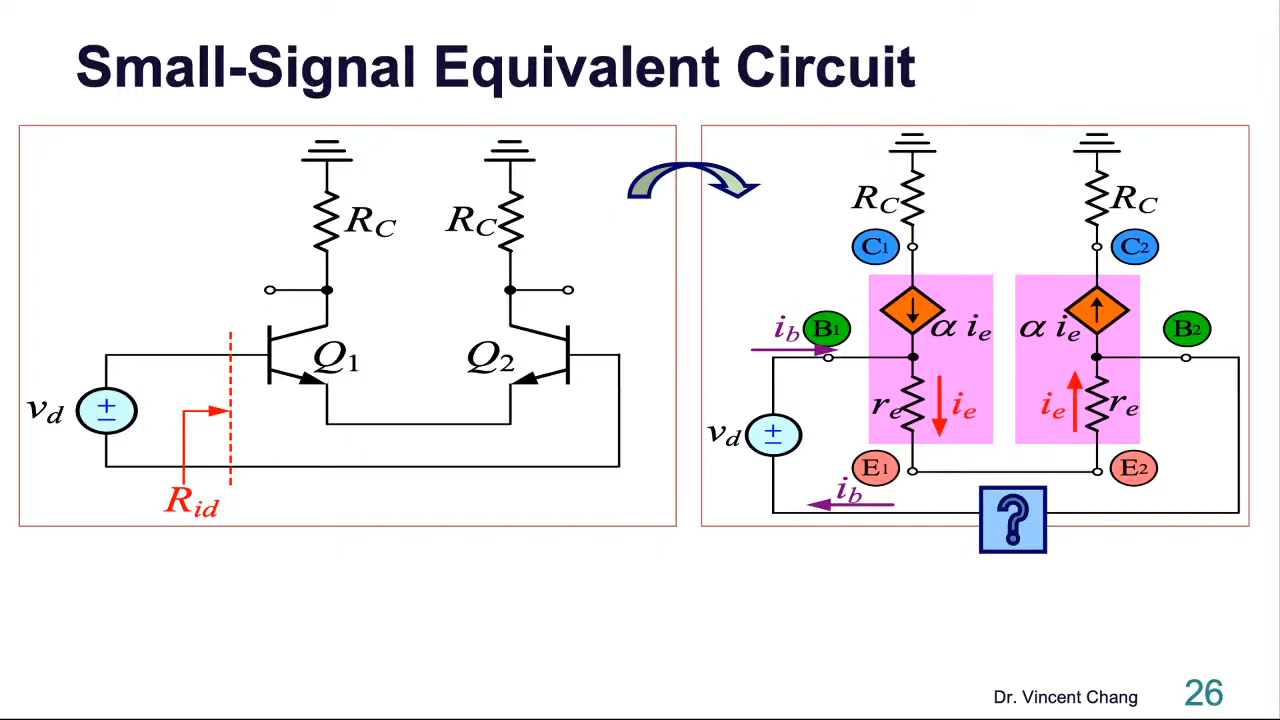 Small-Signal Equivalent Circuit
R_C R_C
Q_1 Q_2
v_d
+
−
R_id
R_C R_C
C1 C2
i_b B1 α i_e α i_e B2
r_e i_e i_e r_e
v_d
+
−
E1 E2
i_b
?
Dr. Vincent Chang 26